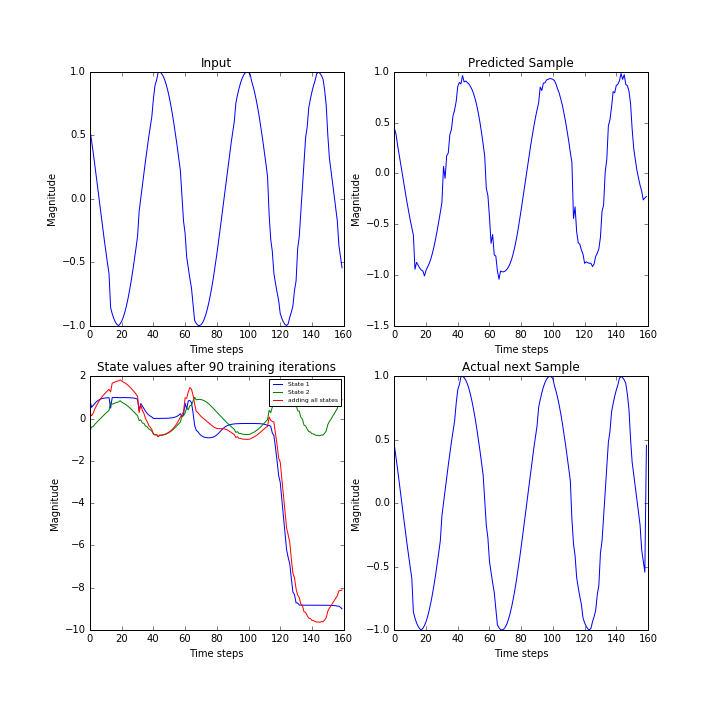 Input
Predicted Sample
1.0
0.5
0.0
−0.5
−1.0
Magnitude
0 20 40 60 80 100 120 140 160
Time steps
1.0
0.5
0.0
−0.5
−1.0
−1.5
Magnitude
0 20 40 60 80 100 120 140 160
Time steps
State values after 90 training iterations
Actual next Sample
2
0
−2
−4
−6
−8
−10
Magnitude
State 1
State 2
adding all states
0 20 40 60 80 100 120 140 160
Time steps
1.0
0.5
0.0
−0.5
−1.0
Magnitude
0 20 40 60 80 100 120 140 160
Time steps